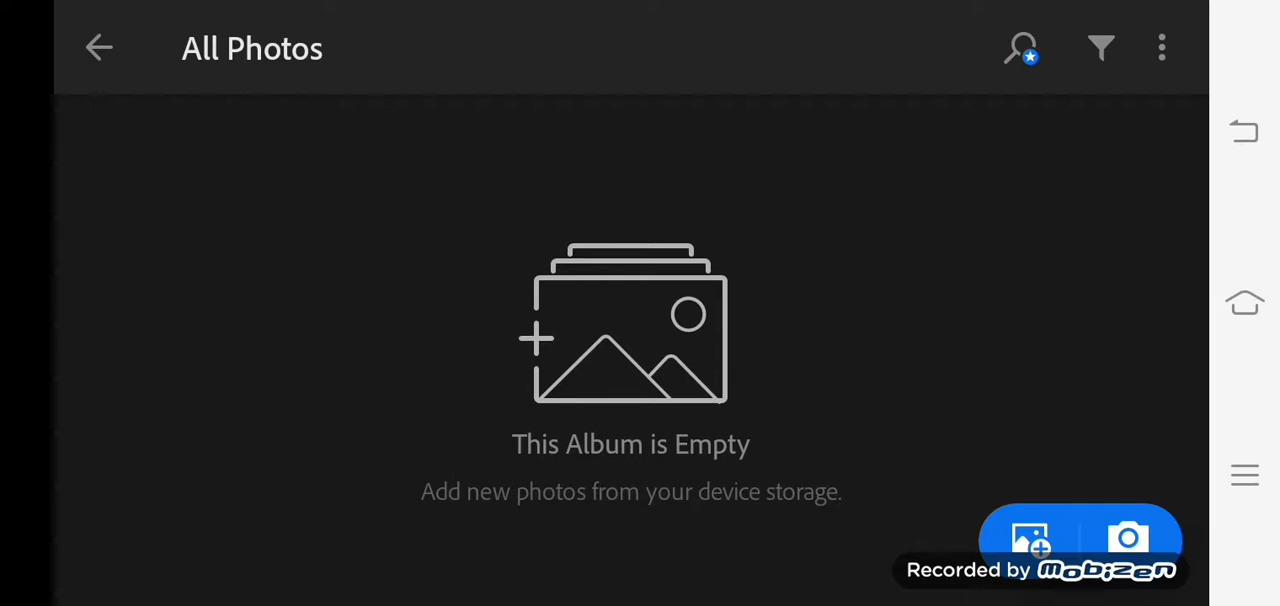 All Photos
This Album is Empty
Add new photos from your device storage.
Recorded by mobizen